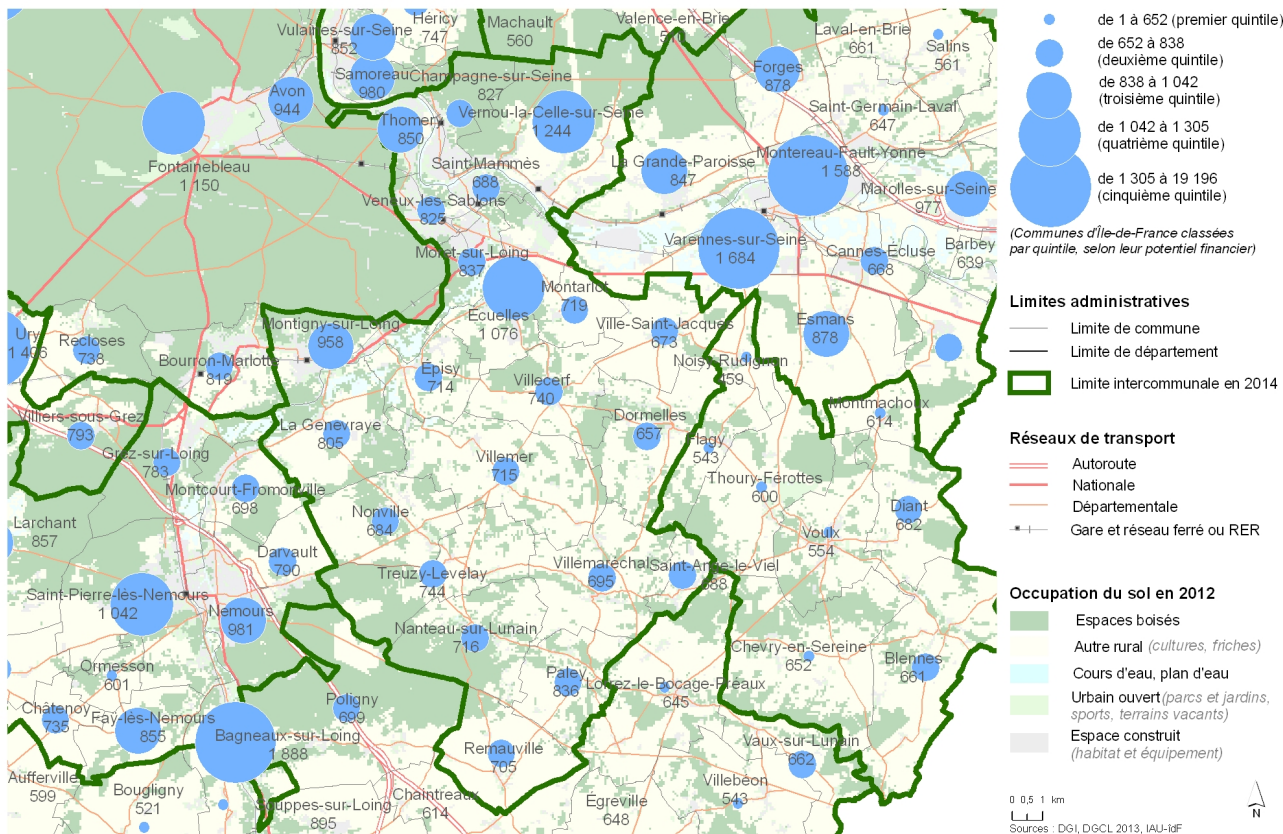 Héricy
747
Machault
560
Valence-en-Brie
Laval-en-Brie
661
Salins
561
Vulaines-sur-Seine
852
Samoreau
980
Champagne-sur-Seine
827
Forges
878
Avon
944
Vernou-la-Celle-sur-Seine
1 244
Saint-Germain-Laval
647
Thomery
850
Fontainebleau
1 150
Saint-Mammès
688
La Grande-Paroisse
847
Montereau-Fault-Yonne
1 588
Marolles-sur-Seine
977
Veneux-les-Sablons
825
Varennes-sur-Seine
1 684
Cannes-Écluse
668
Barbey
639
Moret-sur-Loing
837
Montarlot
719
Écuelles
1 076
Ville-Saint-Jacques
673
Esmans
878
Ury
1 496
Recloses
738
Montigny-sur-Loing
958
Bourron-Marlotte
819
Noisy-Rudignon
459
Épisy
714
Villecerf
740
Montmachoux
614
Villiers-sous-Grez
793
La Genevraye
805
Dormelles
657
Flagy
543
Grez-sur-Loing
783
Villemer
715
Thoury-Férottes
600
Montcourt-Fromonville
698
Nonville
684
Diant
682
Larchant
857
Voulx
554
Darvault
790
Treuzy-Levelay
744
Villemaréchal
695
Saint-Ange-le-Viel
688
Saint-Pierre-lès-Nemours
1 042
Nemours
981
Nanteau-sur-Lunain
716
Chevry-en-Sereine
652
Blennes
661
Ormesson
601
Paley
836
Lorrez-le-Bocage-Préaux
645
Poligny
699
Châtenoy
735
Faÿ-lès-Nemours
855
Bagneaux-sur-Loing
1 888
Remauville
705
Vaux-sur-Lunain
662
Aufferville
599
Bougligny
521
Souppes-sur-Loing
895
Chaintreaux
614
Égreville
648
Villebéon
543
de 1 à 652 (premier quintile)
de 652 à 838
(deuxième quintile)
de 838 à 1 042
(troisième quintile)
de 1 042 à 1 305
(quatrième quintile)
de 1 305 à 19 196
(cinquième quintile)
(Communes d'Île-de-France classées
par quintile, selon leur potentiel financier)
Limites administratives
Limite de commune
Limite de département
Limite intercommunale en 2014
Réseaux de transport
Autoroute
Nationale
Départementale
Gare et réseau ferré ou RER
Occupation du sol en 2012
Espaces boisés
Autre rural (cultures, friches)
Cours d'eau, plan d'eau
Urbain ouvert (parcs et jardins,
sports, terrains vacants)
Espace construit
(habitat et équipement)
0 0,5 1 km
N
Sources : DGI, DGCL 2013, IAU-îdF